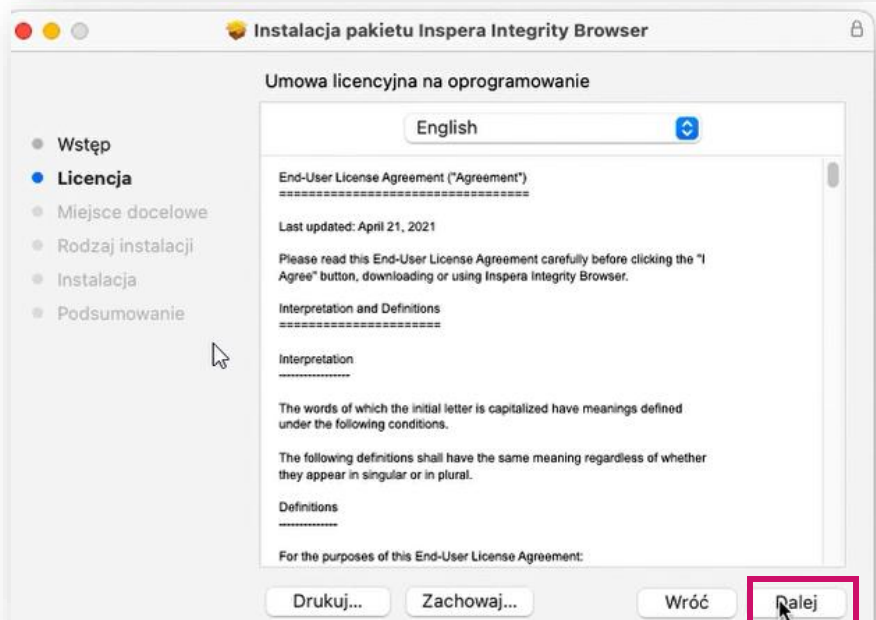 Instalacja pakietu Inspera Integrity Browser
Umowa licencyjna na oprogramowanie
Wstęp
Licencja
Miejsce docelowe
Rodzaj instalacji
Instalacja
Podsumowanie
English
End-User License Agreement ("Agreement")
==================================
Last updated: April 21, 2021
Please read this End-User License Agreement carefully before clicking the "I
Agree" button, downloading or using Inspera Integrity Browser.
Interpretation and Definitions
======================
Interpretation
-----------------
The words of which the initial letter is capitalized have meanings defined
under the following conditions.
The following definitions shall have the same meaning regardless of whether
they appear in singular or in plural.
Definitions
--------------
For the purposes of this End-User License Agreement:
Drukuj... Zachowaj... Wróć Dalej